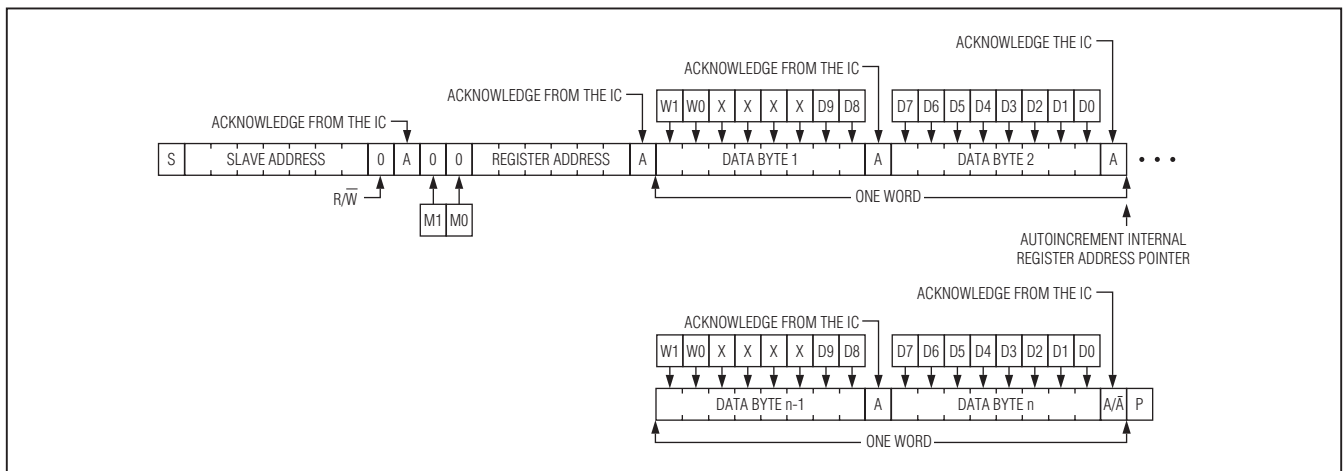 ACKNOWLEDGE THE IC
ACKNOWLEDGE FROM THE IC
ACKNOWLEDGE FROM THE IC
W1 W0 X X X X D9 D8 D7 D6 D5 D4 D3 D2 D1 D0
ACKNOWLEDGE FROM THE IC
S SLAVE ADDRESS 0 A 0 0 REGISTER ADDRESS A DATA BYTE 1 A DATA BYTE 2 A • • •
R/W̅
ONE WORD
M1 M0
AUTOINCREMENT INTERNAL
REGISTER ADDRESS POINTER
ACKNOWLEDGE FROM THE IC
ACKNOWLEDGE FROM THE IC
W1 W0 X X X X D9 D8 D7 D6 D5 D4 D3 D2 D1 D0
DATA BYTE n-1 A DATA BYTE n A/A̅ P
ONE WORD